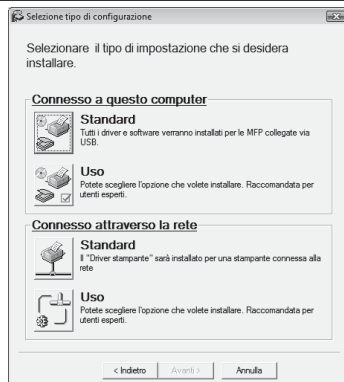 Selezione tipo di configurazione
Selezionare il tipo di impostazione che si desidera
installare.
Connesso a questo computer
Standard
Tutti i driver e software verranno installati per le MFP collegate via
USB.
Uso
Potete scegliere l'opzione che volete installare. Raccomandata per
utenti esperti.
Connesso attraverso la rete
Standard
Il "Driver stampante" sarà installato per una stampante connessa alla
rete
Uso
Potete scegliere l'opzione che volete installare. Raccomandata per
utenti esperti.
< Indietro Avanti > Annulla